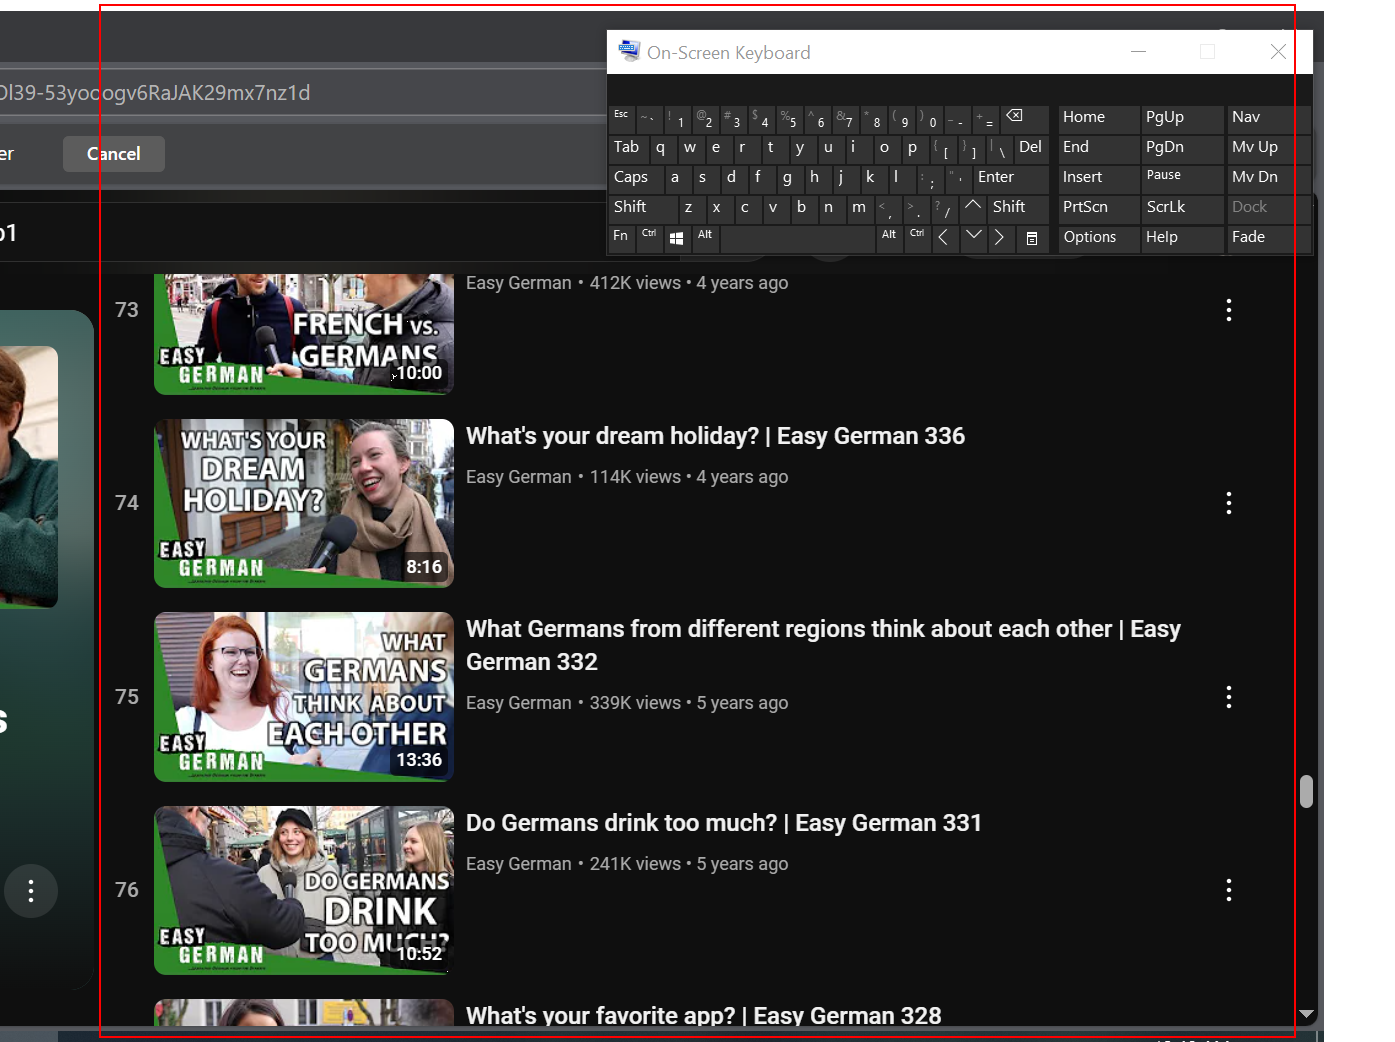 On-Screen Keyboard
Ol39-53yooogv6RaJAK29mx7nz1d
er
Cancel
Esc ~ ` ! 1 @ 2 # 3 $ 4 % 5 ^ 6 & 7 * 8 ( 9 ) 0 _ - + = Home PgUp Nav
Tab q w e r t y u i o p { [ } ] | \ Del End PgDn Mv Up
Caps a s d f g h j k l : ; " ' Enter Insert Pause Mv Dn
Shift z x c v b n m < , > . ? / Shift PrtScn ScrLk Dock
Fn Ctrl Alt Alt Ctrl Options Help Fade
Easy German • 412K views • 4 years ago
73
FRENCH VS.
GERMANS
EASY
GERMAN
10:00
What's your dream holiday? | Easy German 336
Easy German • 114K views • 4 years ago
74
WHAT'S YOUR
DREAM
HOLIDAY?
EASY
GERMAN
8:16
What Germans from different regions think about each other | Easy
German 332
Easy German • 339K views • 5 years ago
75
WHAT
GERMANS
THINK ABOUT
EACH OTHER
EASY
GERMAN
13:36
Do Germans drink too much? | Easy German 331
Easy German • 241K views • 5 years ago
76
DO GERMANS
DRINK
TOO MUCH?
EASY
GERMAN
10:52
What's your favorite app? | Easy German 328